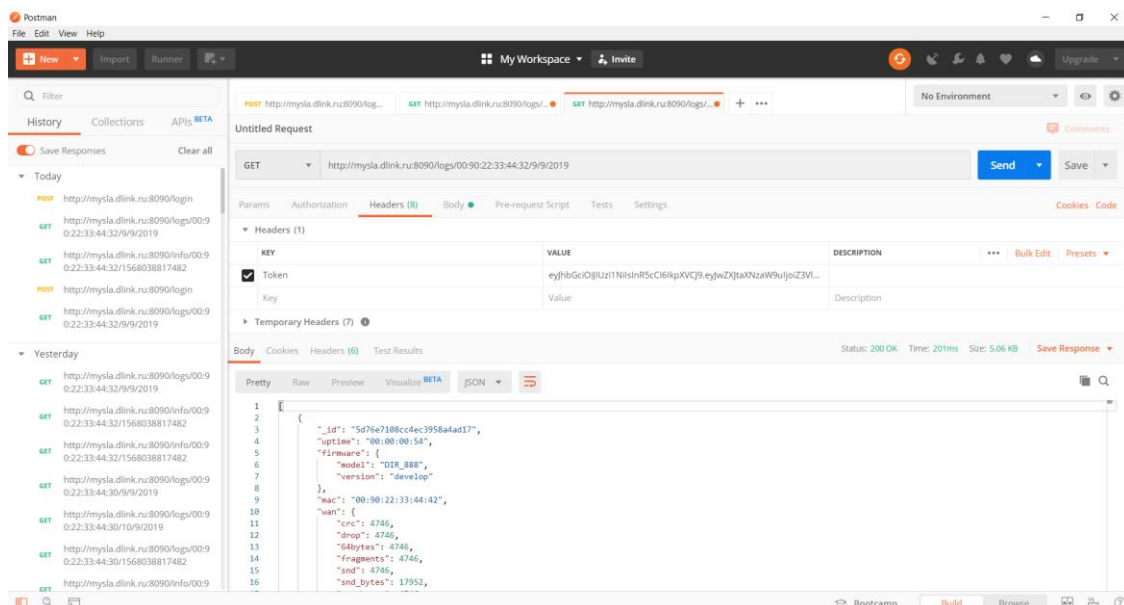 Postman
File Edit View Help
New Import Runner My Workspace Invite Upgrade
Filter
History Collections APIs BETA
Save Responses Clear all
Today
POST http://mysla.dlink.ru:8090/login
GET http://mysla.dlink.ru:8090/logs/00:9
0:22:33:44:32/9/9/2019
GET http://mysla.dlink.ru:8090/info/00:9
0:22:33:44:32/1568038817482
POST http://mysla.dlink.ru:8090/login
GET http://mysla.dlink.ru:8090/logs/00:9
0:22:33:44:32/9/9/2019
Yesterday
GET http://mysla.dlink.ru:8090/logs/00:9
0:22:33:44:32/9/9/2019
GET http://mysla.dlink.ru:8090/info/00:9
0:22:33:44:32/1568038817482
GET http://mysla.dlink.ru:8090/info/00:9
0:22:33:44:32/1568038817482
GET http://mysla.dlink.ru:8090/logs/00:9
0:22:33:44:30/9/9/2019
GET http://mysla.dlink.ru:8090/logs/00:9
0:22:33:44:30/10/9/2019
GET http://mysla.dlink.ru:8090/logs/00:9
0:22:33:44:30/1568038817482
GET http://mysla.dlink.ru:8090/info/00:9
POST http://mysla.dlink.ru:8090/log... GET http://mysla.dlink.ru:8090/logs/... GET http://mysla.dlink.ru:8090/logs/... + ••• No Environment
Untitled Request Comments
GET http://mysla.dlink.ru:8090/logs/00:90:22:33:44:32/9/9/2019 Send Save
Params Authorization Headers (8) Body Pre-request Script Tests Settings Cookies Code
Headers (1)
KEY VALUE DESCRIPTION ••• Bulk Edit Presets
Token
Key Value Description
Temporary Headers (7)
Body Cookies Headers (6) Test Results Status: 200 OK Time: 201ms Size: 5.06 KB Save Response
Pretty Raw Preview Visualize BETA JSON
1 [
2 {
3 "_id": "5d76e7108cc4ec3958a4ad17",
4 "uptime": "00:00:00:54",
5 "firmware": {
6 "model": "DIR_888",
7 "version": "develop"
8 },
9 "mac": "00:90:22:33:44:42",
10 "wan": {
11 "crc": 4746,
12 "drop": 4746,
13 "64bytes": 4746,
14 "fragments": 4746,
15 "snd": 4746,
16 "snd_bytes": 17952,
Bootcamp Build Browse